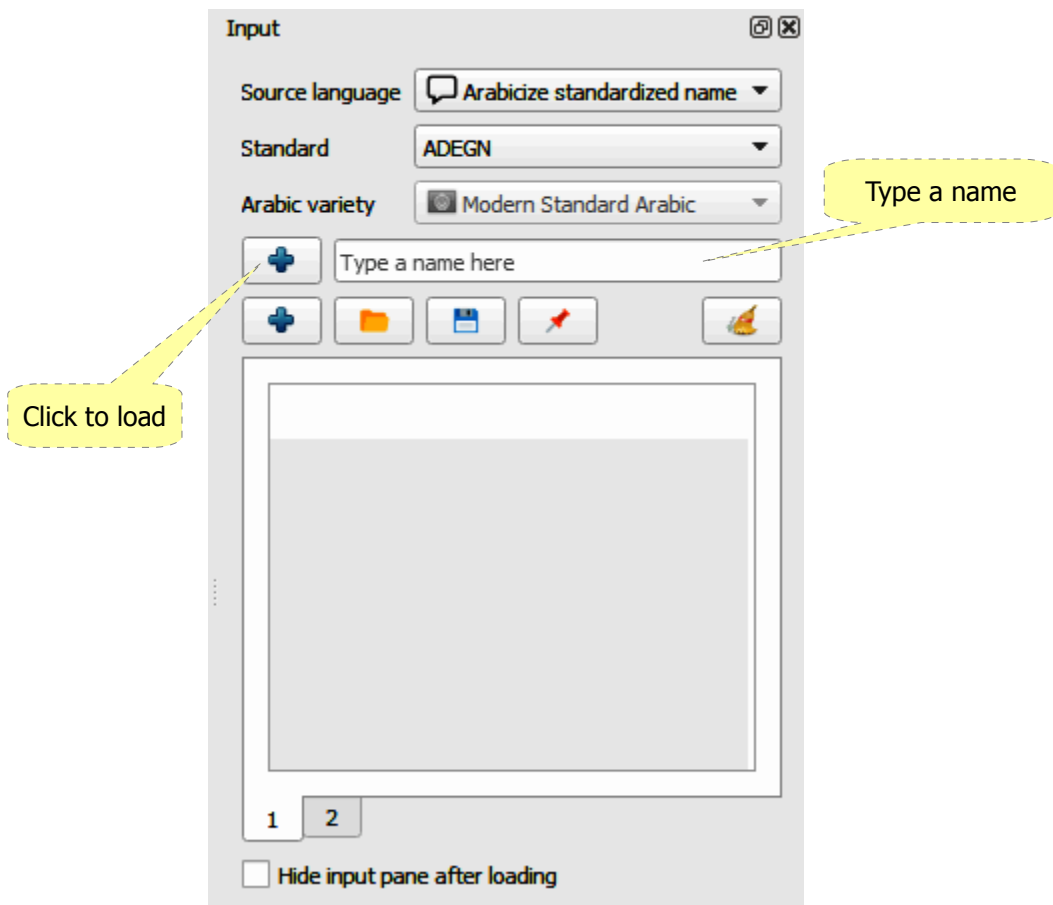 Input
Source language Arabicize standardized name
Standard ADEGN
Arabic variety Modern Standard Arabic
Type a name
Type a name here
Click to load
1 2
Hide input pane after loading